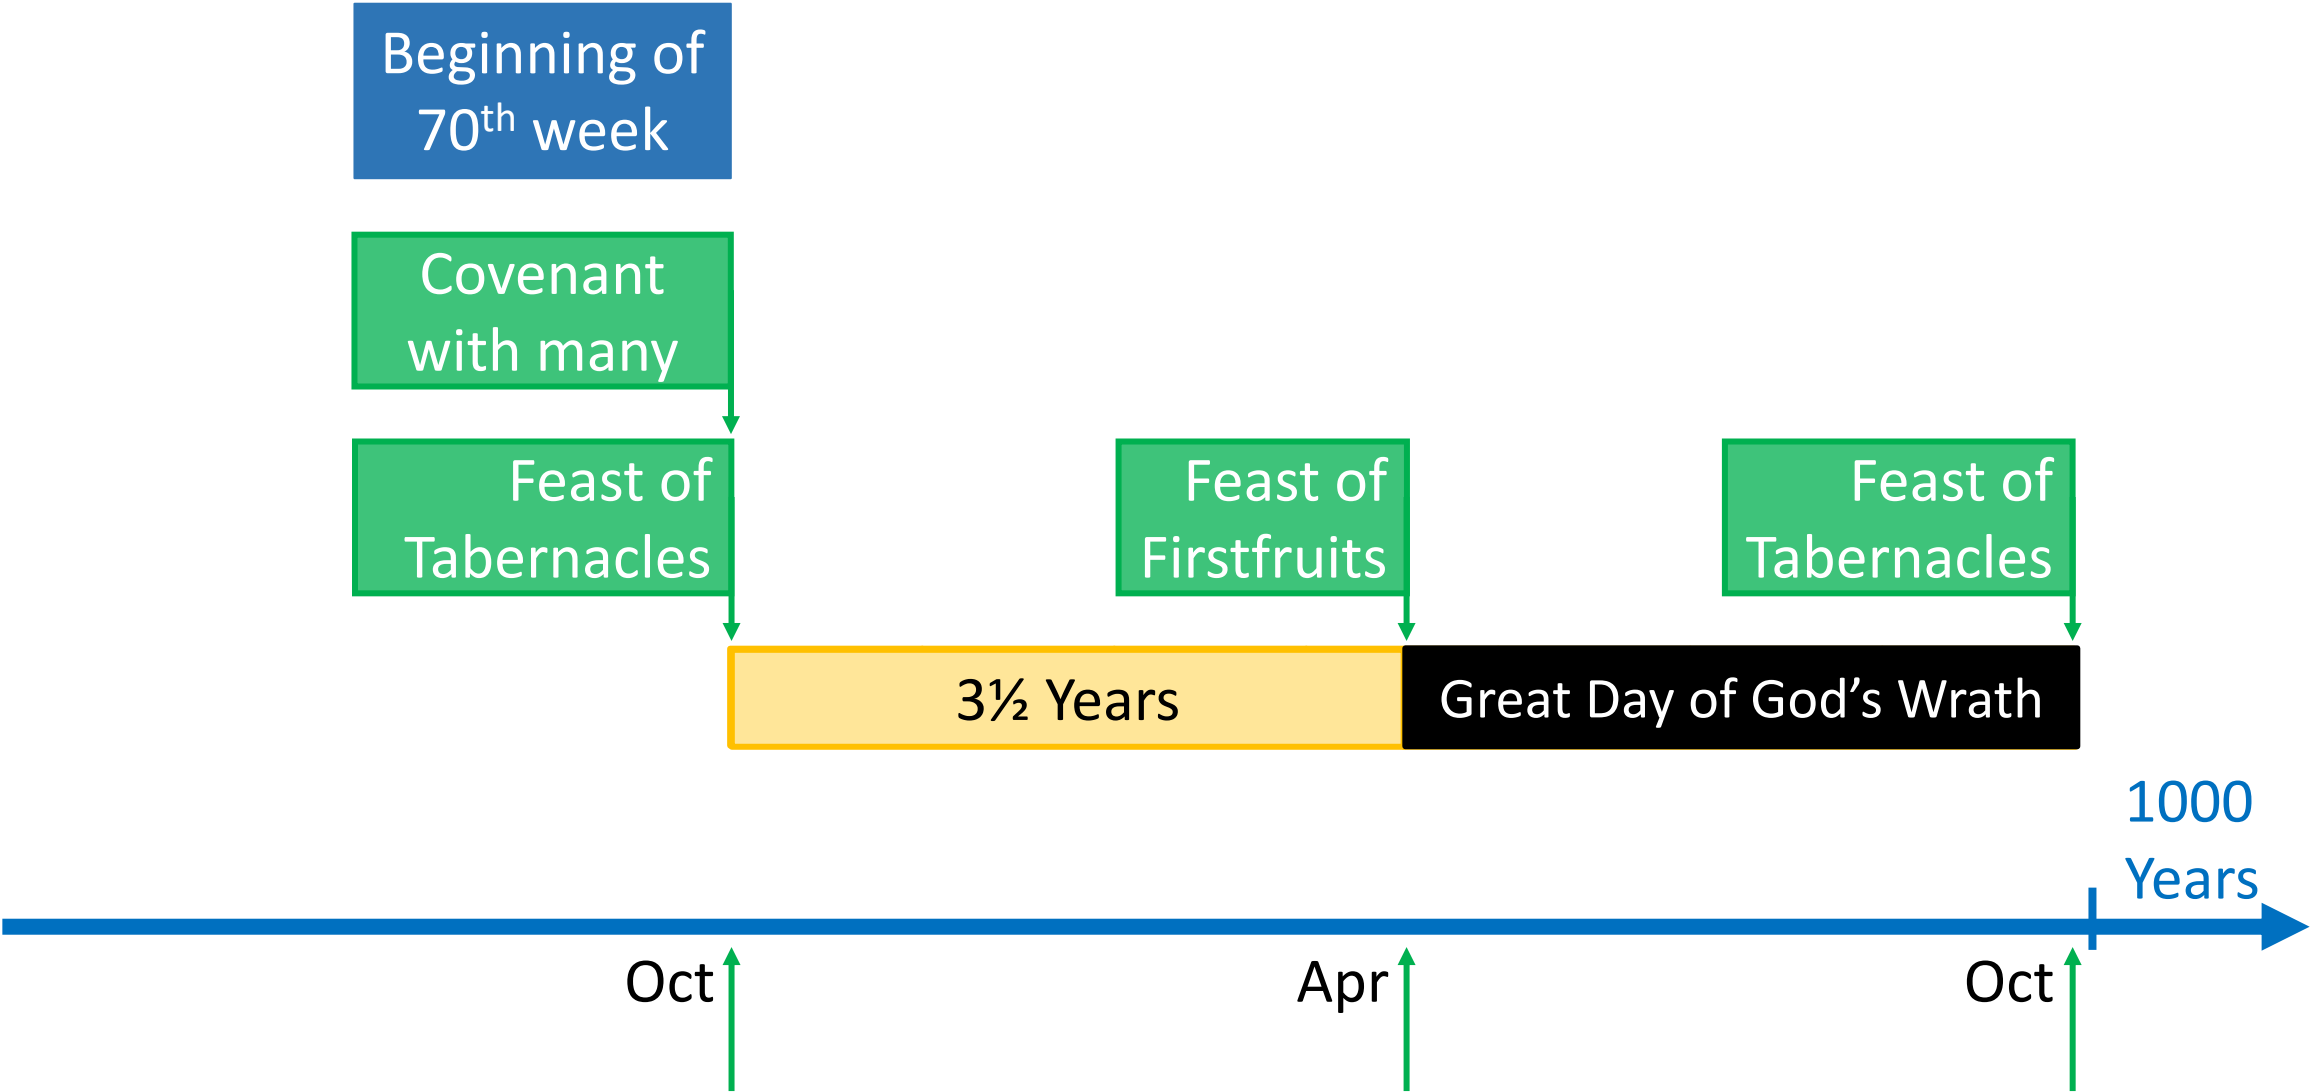 Beginning of
70th week
Covenant
with many
Feast of
Tabernacles
Feast of
Firstfruits
Feast of
Tabernacles
3½ Years
Great Day of God’s Wrath
1000
Years
Oct
Apr
Oct